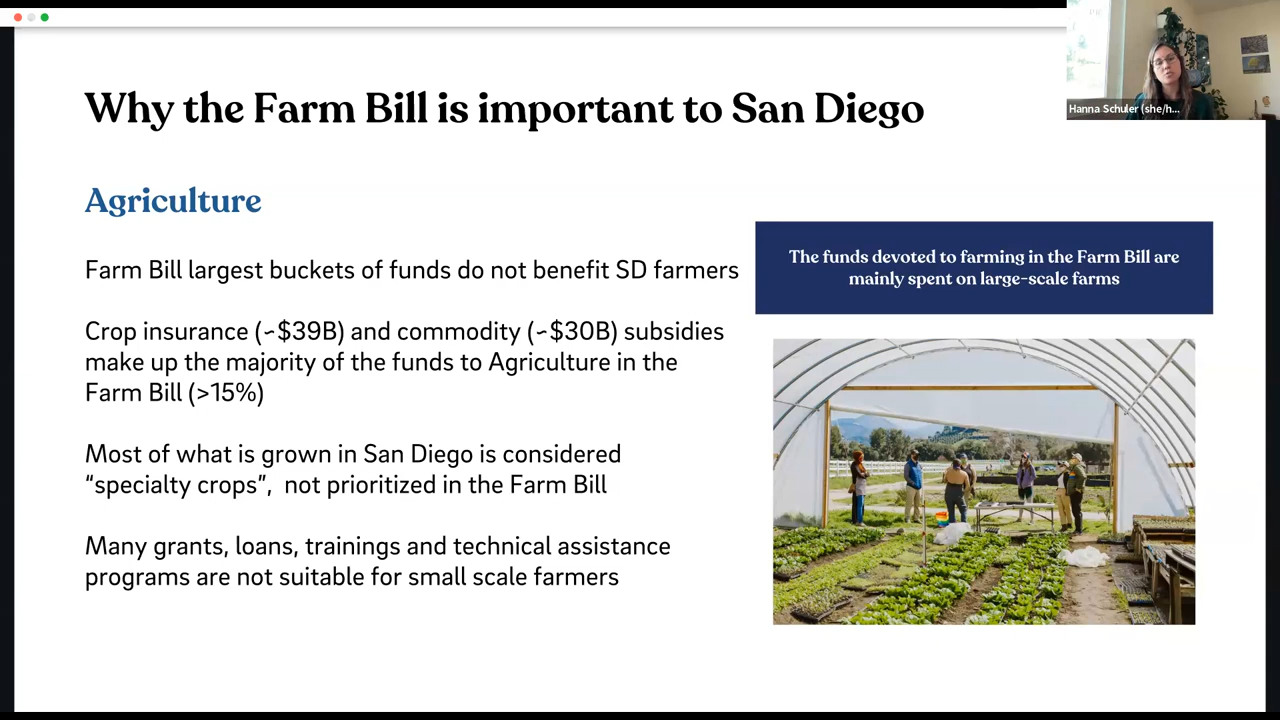 Why the Farm Bill is important to San Diego
Hanna Schuler (she/h...
Agriculture
Farm Bill largest buckets of funds do not benefit SD farmers
Crop insurance (~$39B) and commodity (~$30B) subsidies
make up the majority of the funds to Agriculture in the
Farm Bill (>15%)
Most of what is grown in San Diego is considered
“specialty crops”,  not prioritized in the Farm Bill
Many grants, loans, trainings and technical assistance
programs are not suitable for small scale farmers
The funds devoted to farming in the Farm Bill are
mainly spent on large-scale farms